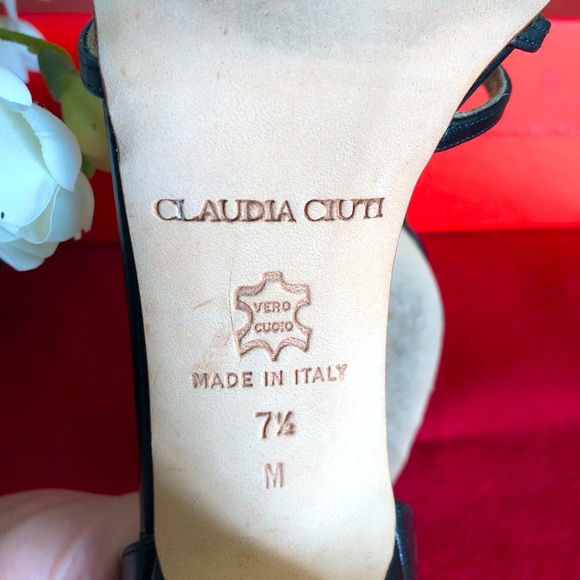 CLAUDIA CIUTI
VERO
CUOIO
MADE IN ITALY
7½
M